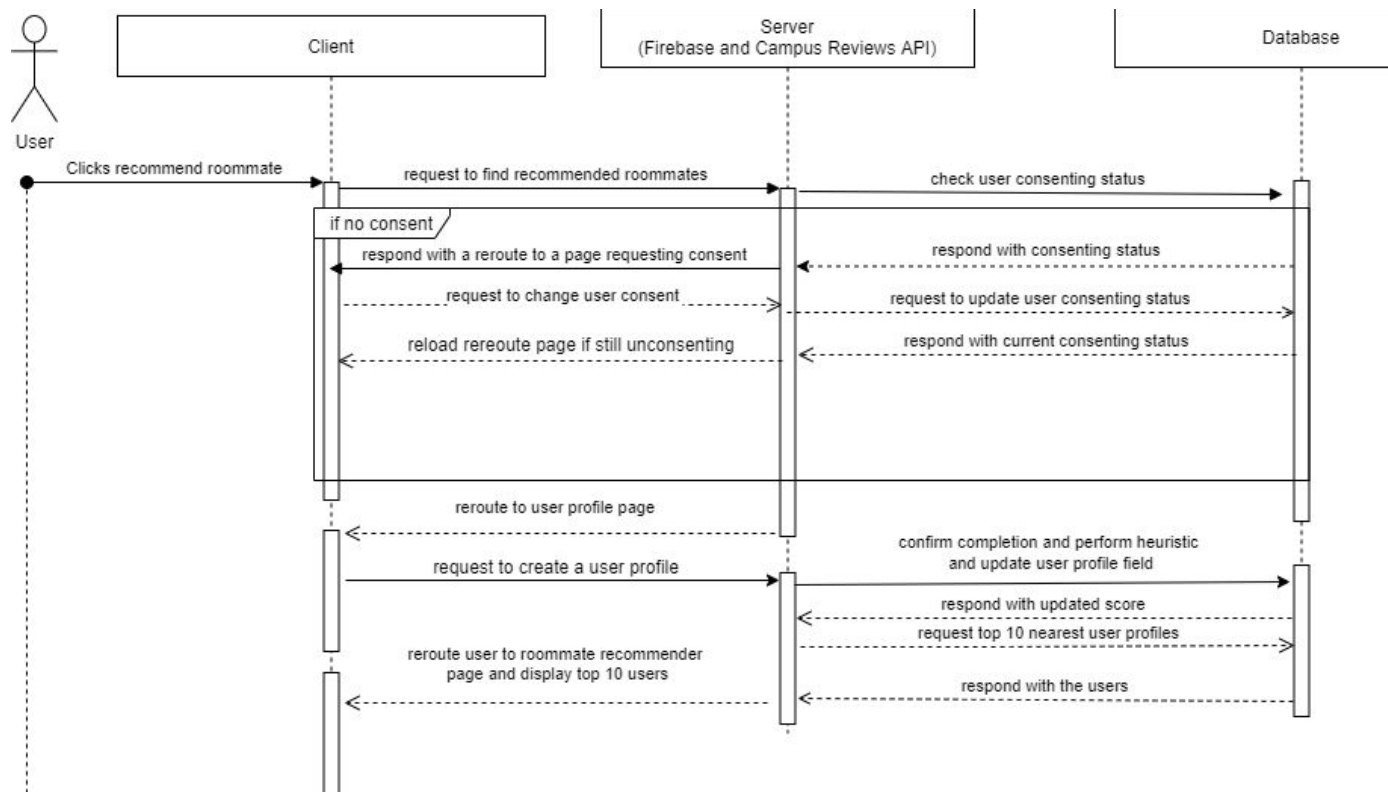 Client
Server
(Firebase and Campus Reviews API)
Database
User
Clicks recommend roommate
request to find recommended roommates
check user consenting status
if no consent
respond with a reroute to a page requesting consent
respond with consenting status
request to change user consent
request to update user consenting status
reload rereoute page if still unconsenting
respond with current consenting status
reroute to user profile page
confirm completion and perform heuristic
and update user profile field
request to create a user profile
respond with updated score
request top 10 nearest user profiles
reroute user to roommate recommender
page and display top 10 users
respond with the users